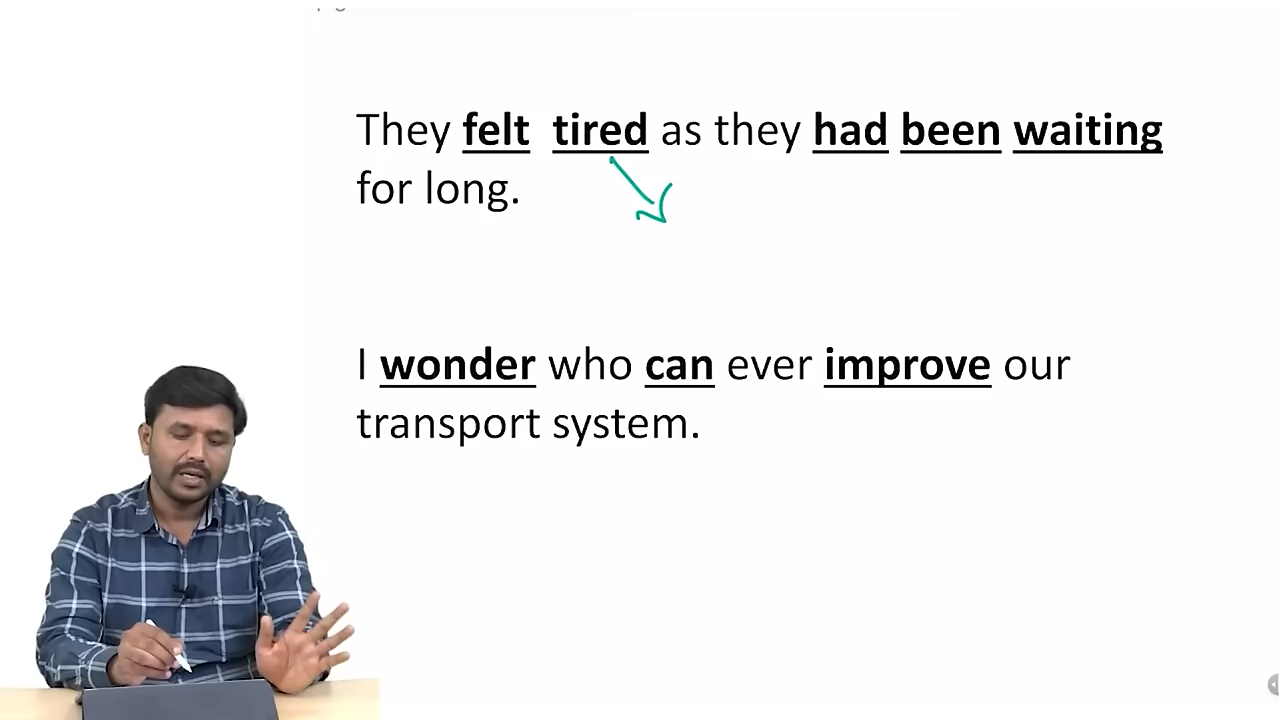 They felt tired as they had been waiting
for long.
I wonder who can ever improve our
transport system.